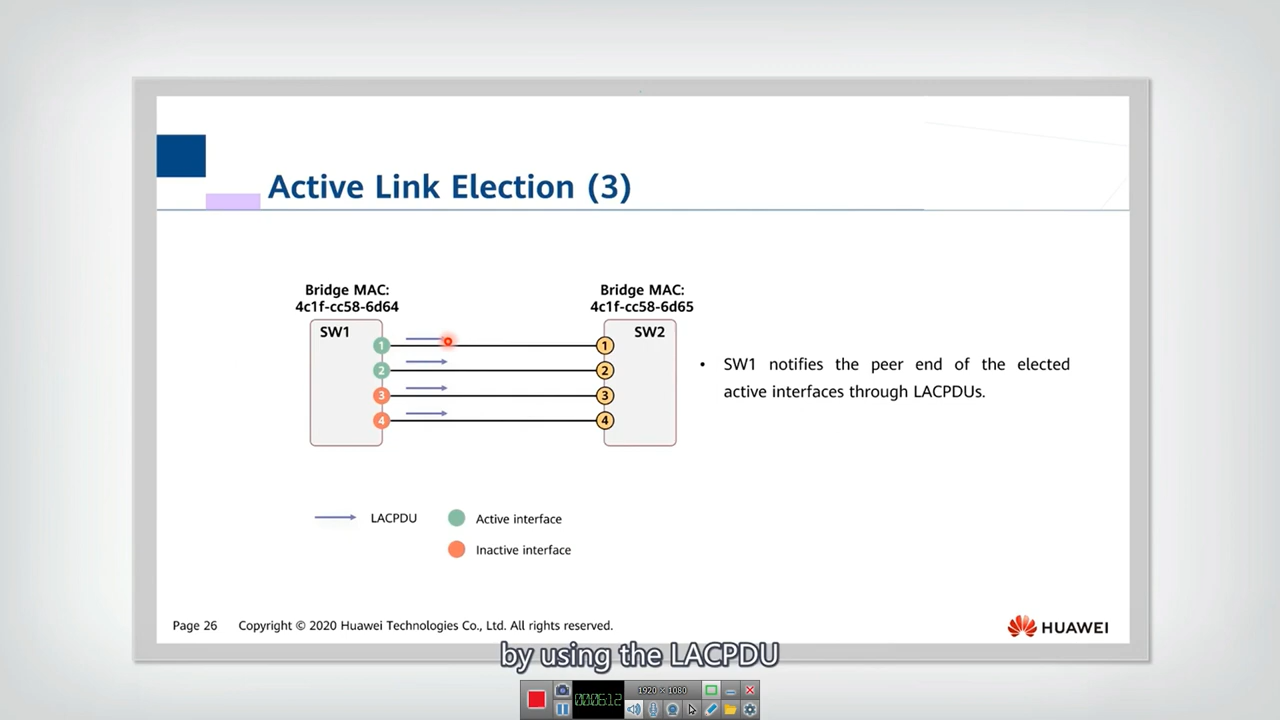 Active Link Election (3)
Bridge MAC:
4c1f-cc58-6d64
Bridge MAC:
4c1f-cc58-6d65
SW1
SW2
1
1
2
2
3
3
4
4
• SW1 notifies the peer end of the elected
active interfaces through LACPDUs.
LACPDU
Active interface
Inactive interface
Page 26
Copyright © 2020 Huawei Technologies Co., Ltd. All rights reserved.
HUAWEI
by using the LACPDU
1920 × 1080